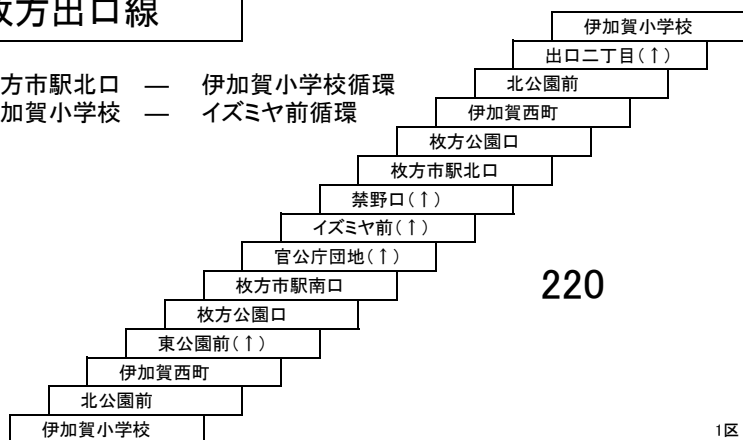 枚方出口線
枚方市駅北口 ― 伊加賀小学校循環
伊加賀小学校 ― イズミヤ前循環
伊加賀小学校
出口二丁目(↑)
北公園前
伊加賀西町
枚方公園口
枚方市駅北口
禁野口(↑)
イズミヤ前(↑)
官公庁団地(↑)
枚方市駅南口
枚方公園口
東公園前(↑)
伊加賀西町
北公園前
伊加賀小学校
220
1区